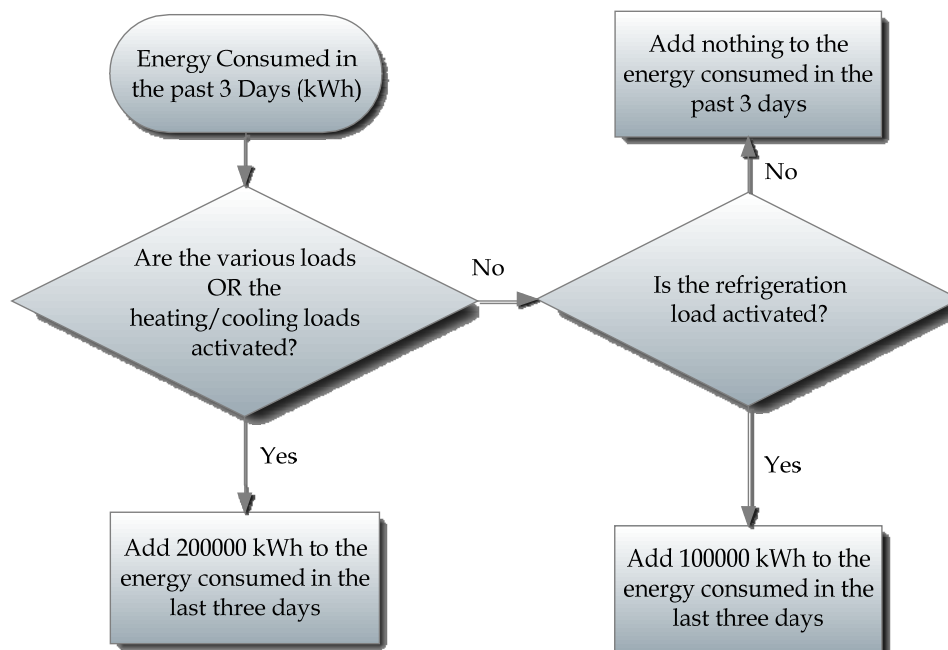 Energy Consumed in
the past 3 Days (kWh)
Are the various loads
OR the
heating/cooling loads
activated?
No
Is the refrigeration
load activated?
No
Add nothing to the
energy consumed in the
past 3 days
Yes
Add 200000 kWh to the
energy consumed in the
last three days
Yes
Add 100000 kWh to the
energy consumed in the
last three days